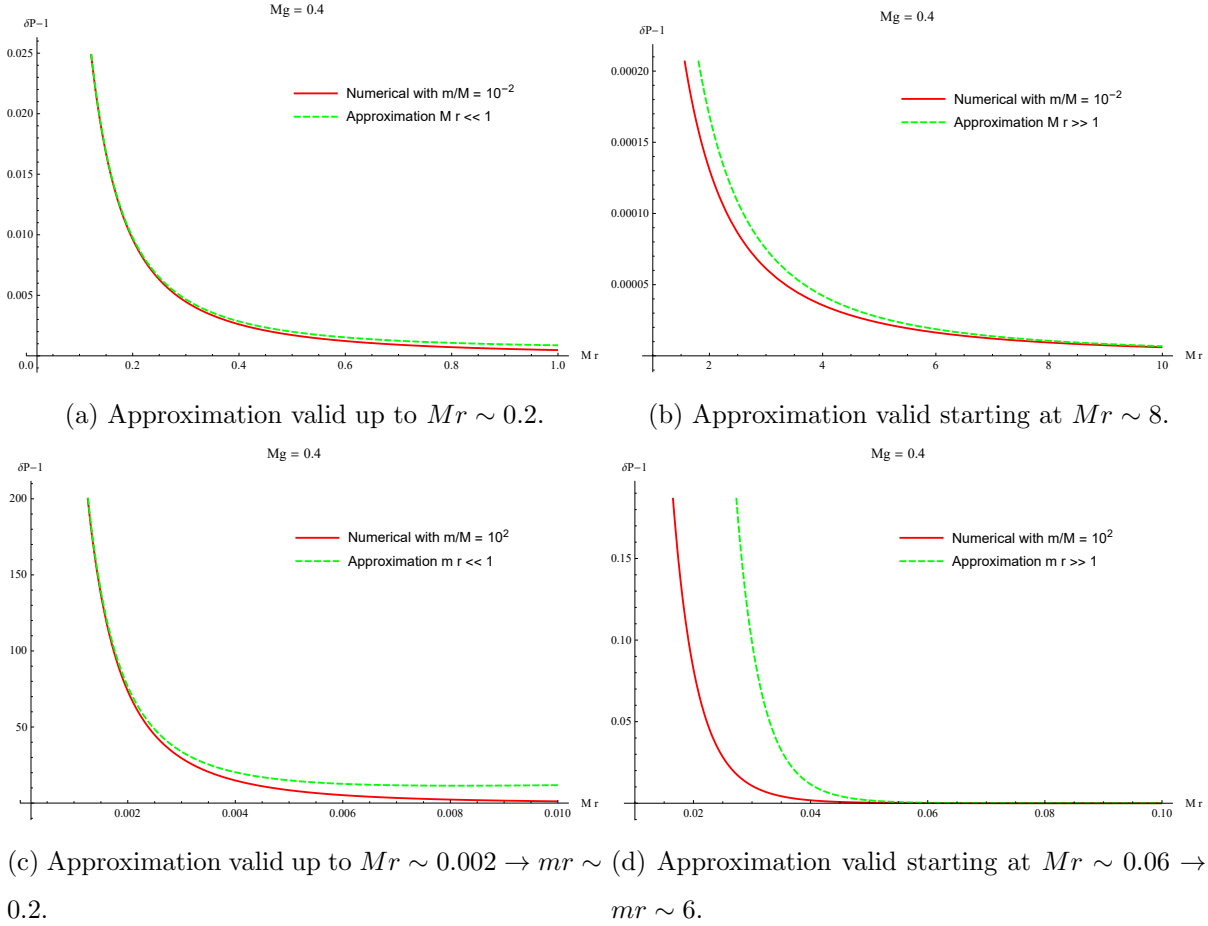 Mg = 0.4
δP−1
0.025
0.020
0.015
0.010
0.005
0.0
0.2
0.4
0.6
0.8
1.0
M r
Numerical with m/M = 10⁻²
Approximation M r << 1
(a) Approximation valid up to Mr ∼ 0.2.
Mg = 0.4
δP−1
0.00020
0.00015
0.00010
0.00005
2
4
6
8
10
M r
Numerical with m/M = 10⁻²
Approximation M r >> 1
(b) Approximation valid starting at Mr ∼ 8.
Mg = 0.4
δP−1
200
150
100
50
0.002
0.004
0.006
0.008
0.010
M r
Numerical with m/M = 10²
Approximation m r << 1
(c) Approximation valid up to Mr ∼ 0.002 → mr ∼
0.2.
Mg = 0.4
δP−1
0.15
0.10
0.05
0.02
0.04
0.06
0.08
0.10
M r
Numerical with m/M = 10²
Approximation m r >> 1
(d) Approximation valid starting at Mr ∼ 0.06 →
mr ∼ 6.